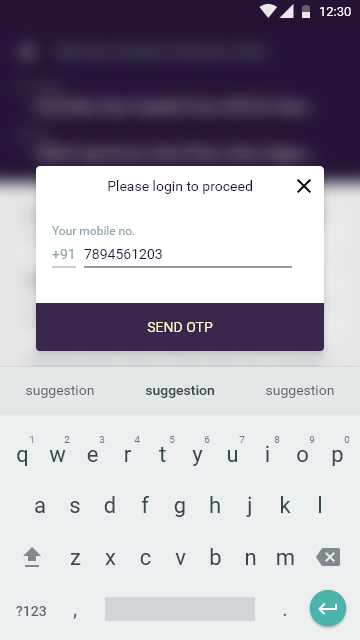 12:30
Please login to proceed
Your mobile no.
+91 7894561203
SEND OTP
suggestion suggestion suggestion
1 2 3 4 5 6 7 8 9 0
q w e r t y u i o p
a s d f g h j k l
z x c v b n m
?123 , .